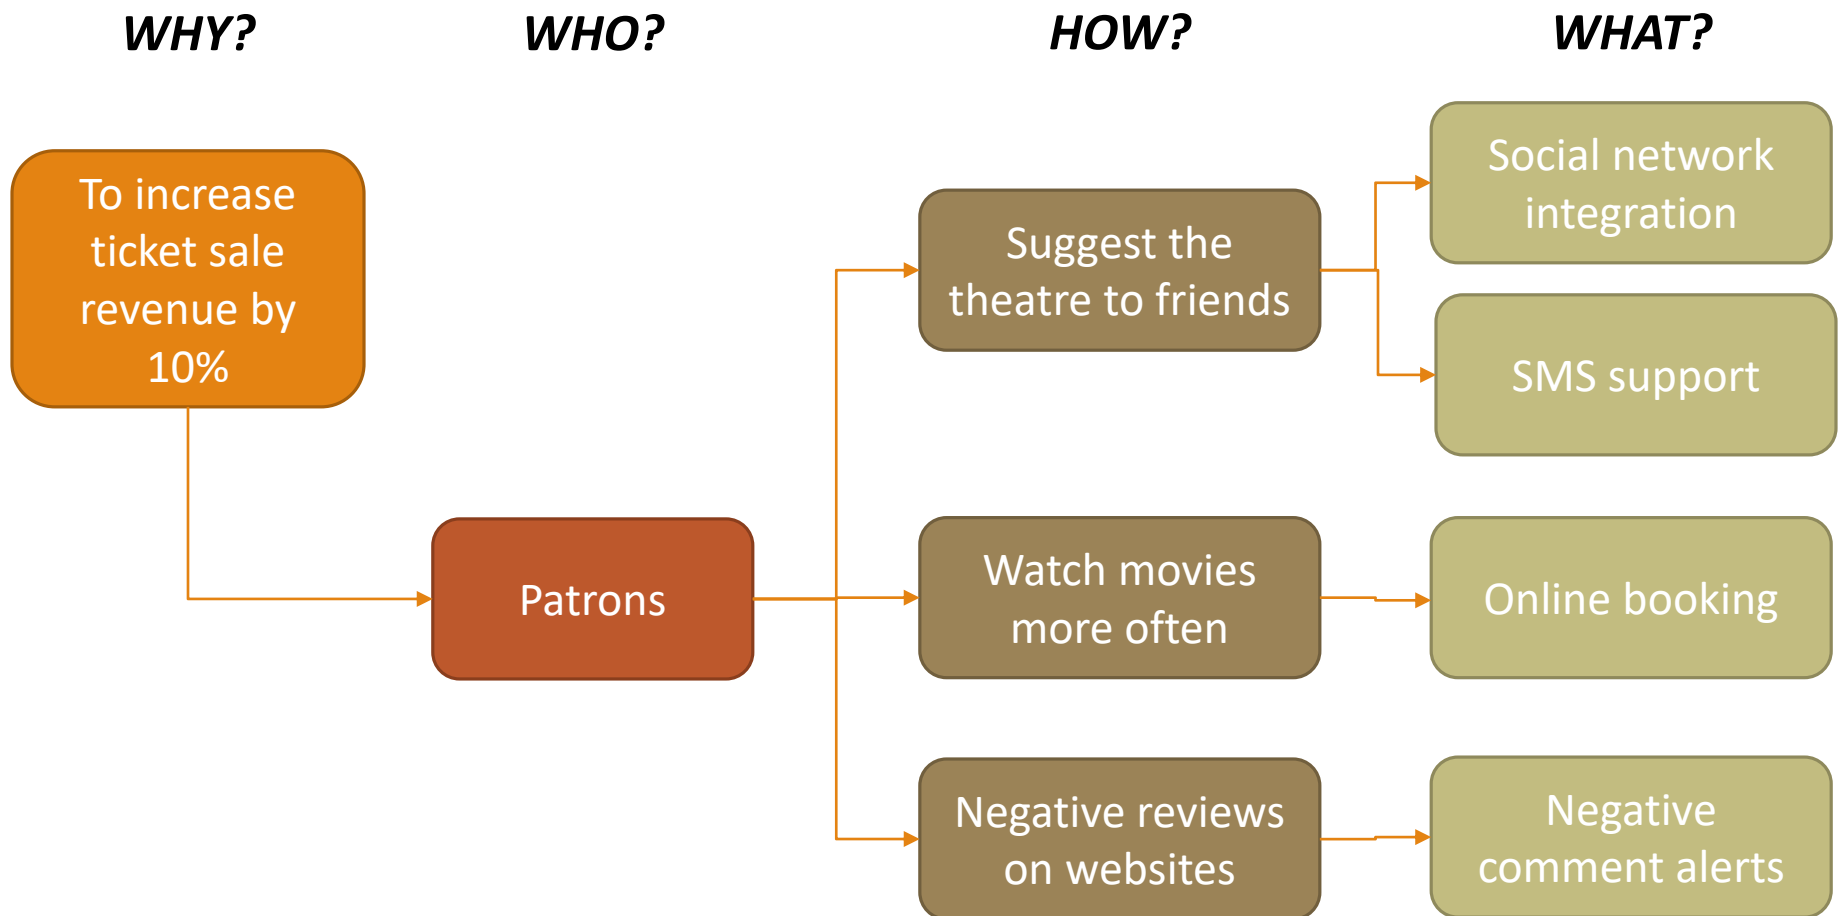 WHY?
WHO?
HOW?
WHAT?
To increase
ticket sale
revenue by
10%
Patrons
Suggest the
theatre to friends
Watch movies
more often
Negative reviews
on websites
Social network
integration
SMS support
Online booking
Negative
comment alerts